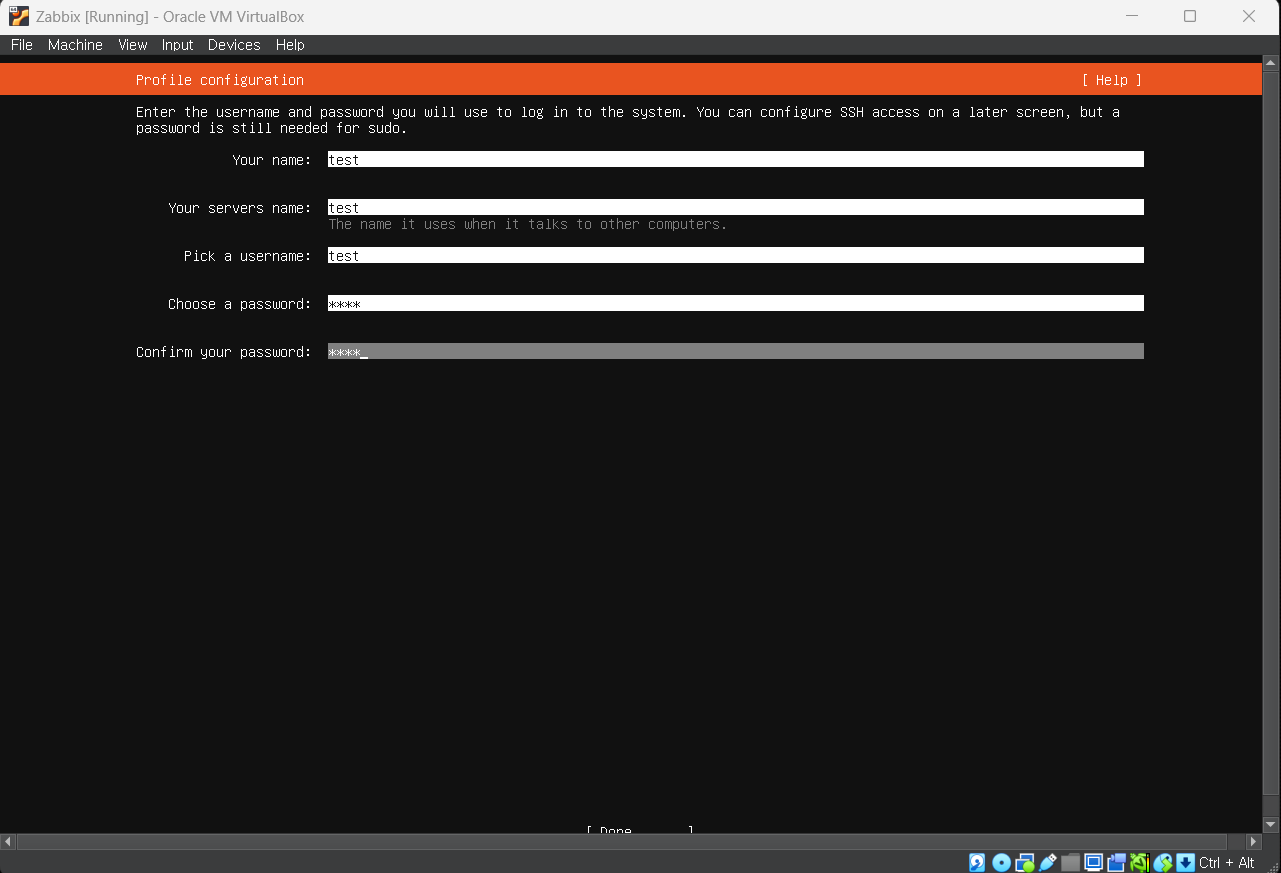 Zabbix [Running] - Oracle VM VirtualBox
File Machine View Input Devices Help
Profile configuration [ Help ]
Enter the username and password you will use to log in to the system. You can configure SSH access on a later screen, but a
password is still needed for sudo.
Your name: test
Your servers name: test
The name it uses when it talks to other computers.
Pick a username: test
Choose a password: ****
Confirm your password: ****_
[ Done ]
Ctrl + Alt